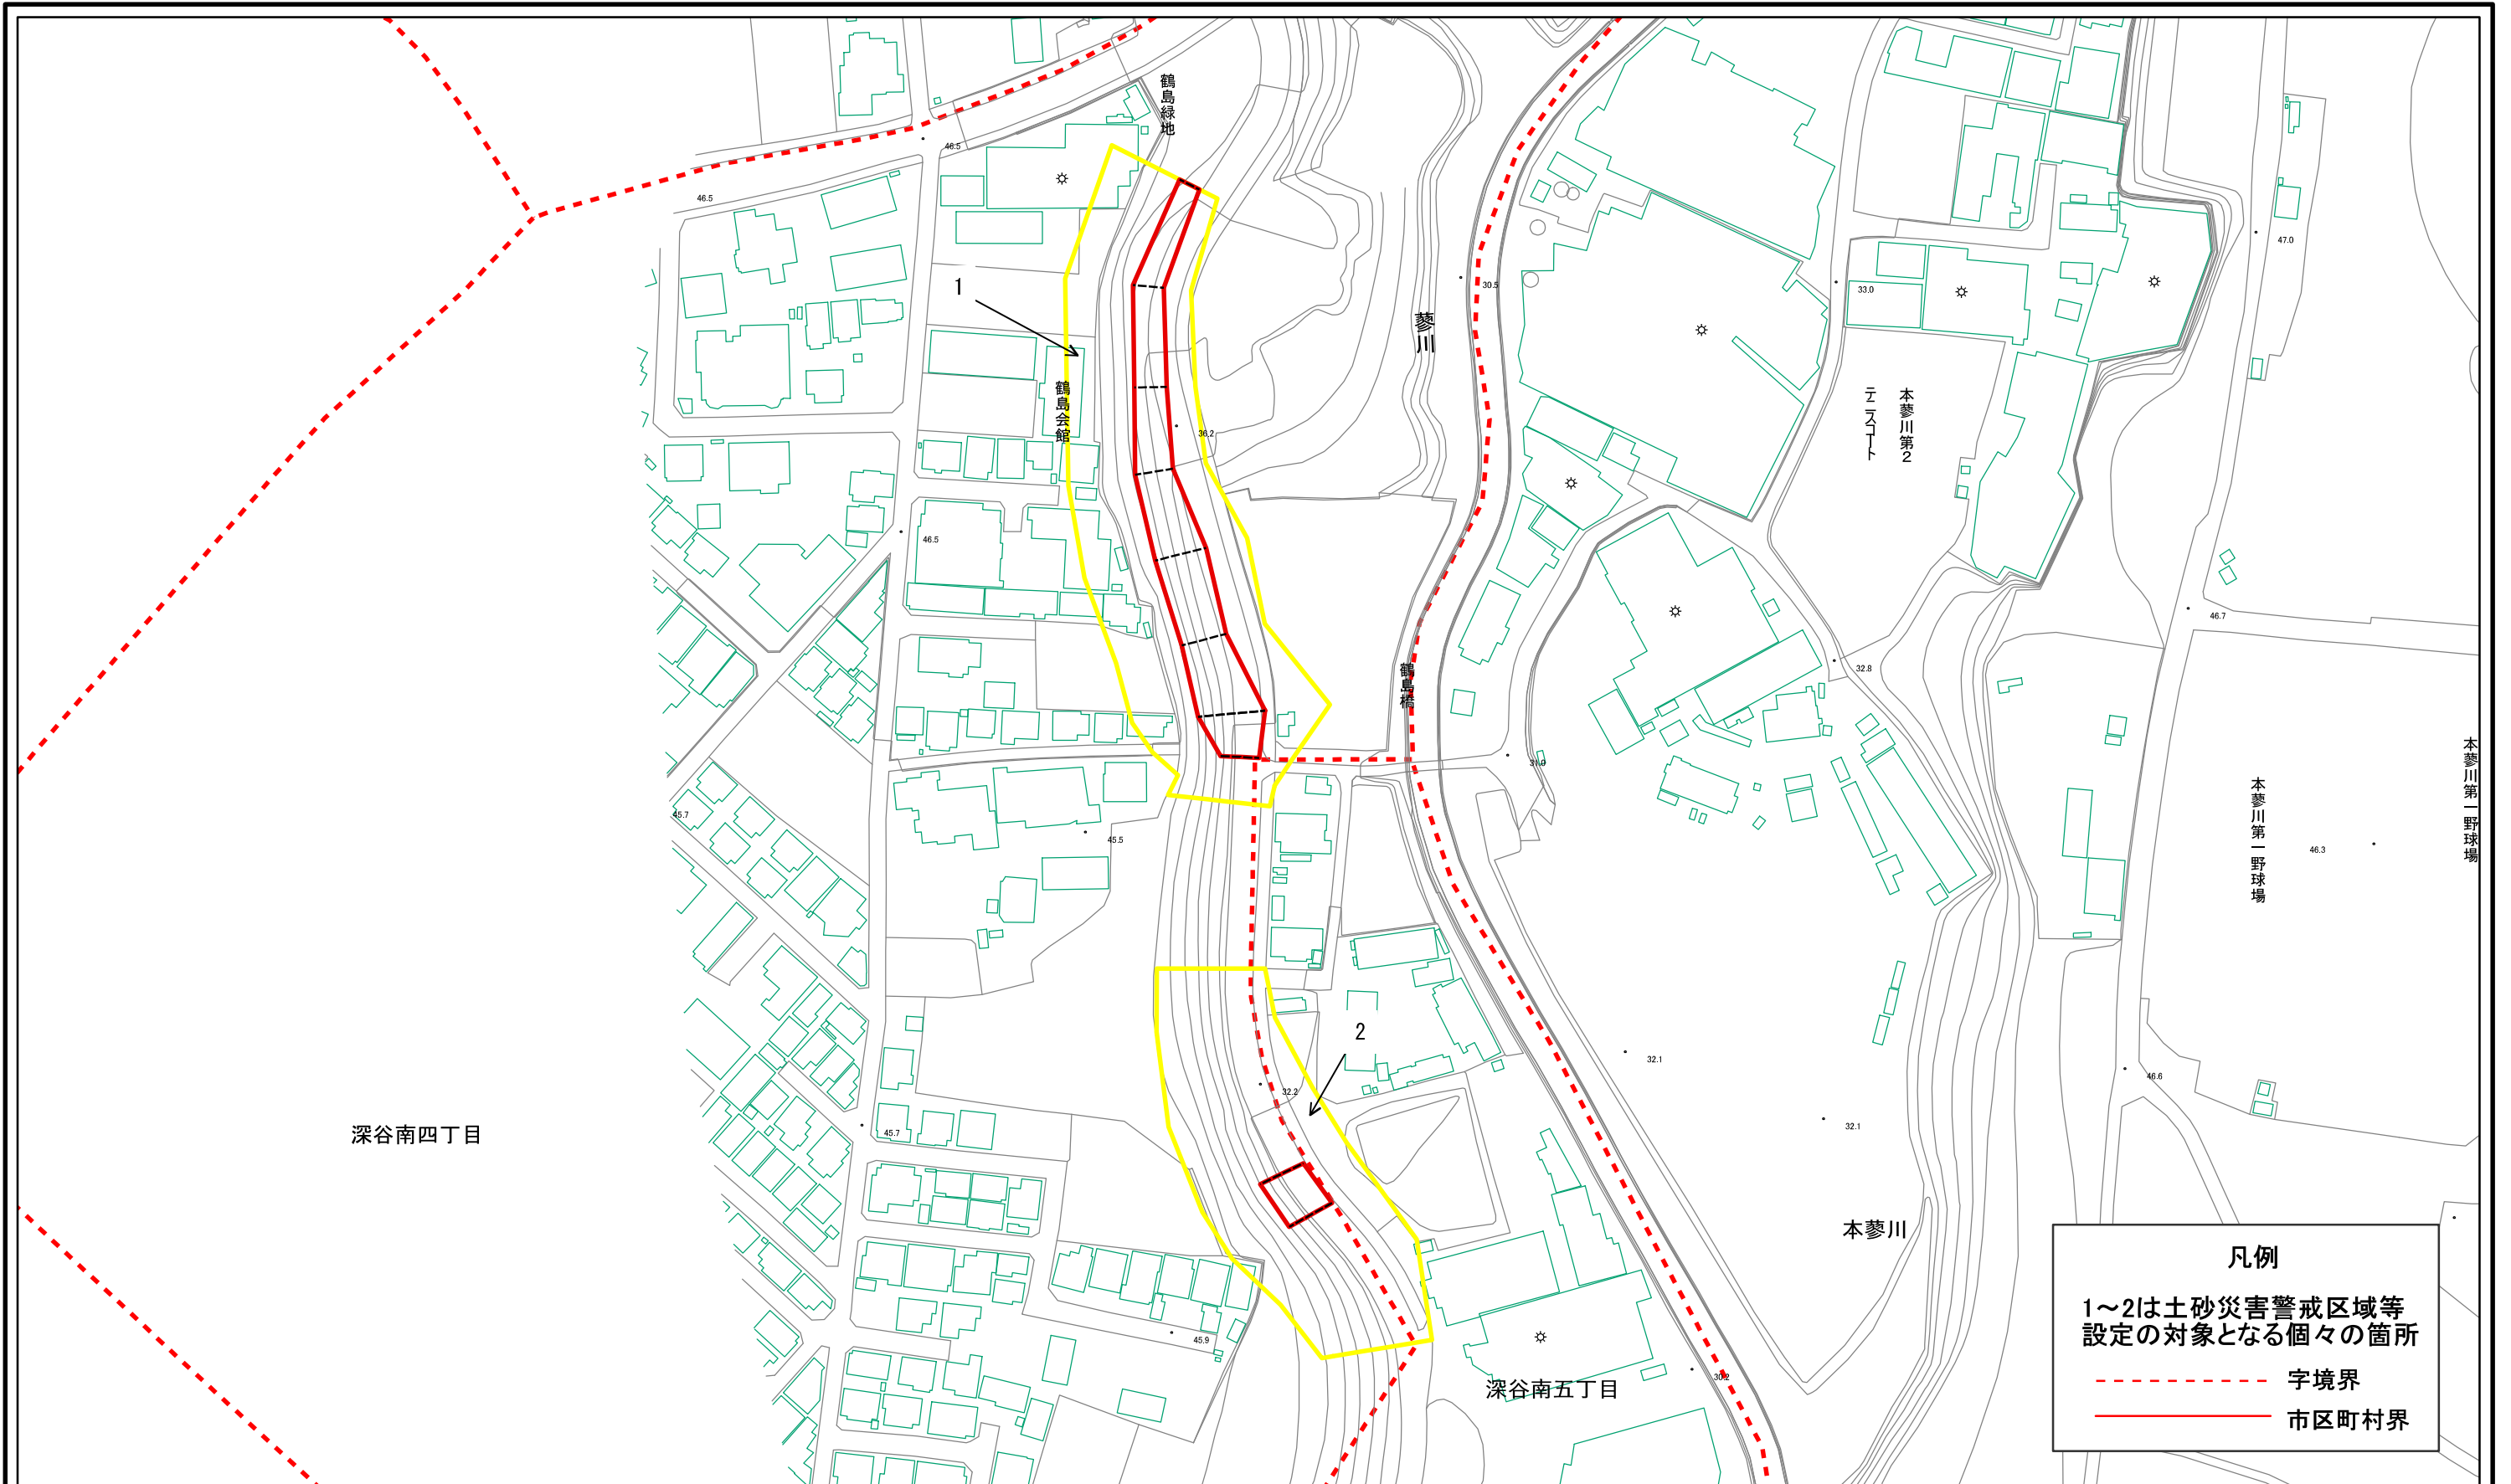 鶴島緑地
46.5
46.5
47.0
1
30.5
33.0
蓼川
鶴島会館
本蓼川第2
テニスコート
36.2
46.5
46.7
鶴島橋
32.8
31.9
本蓼川第一野球場
本蓼川第一野球場
45.7
45.5
46.3
2
32.1
46.6
32.2
32.1
45.7
深谷南四丁目
本蓼川
45.9
30.2
深谷南五丁目
凡例
1～2は土砂災害警戒区域等
設定の対象となる個々の箇所
字境界
市区町村界